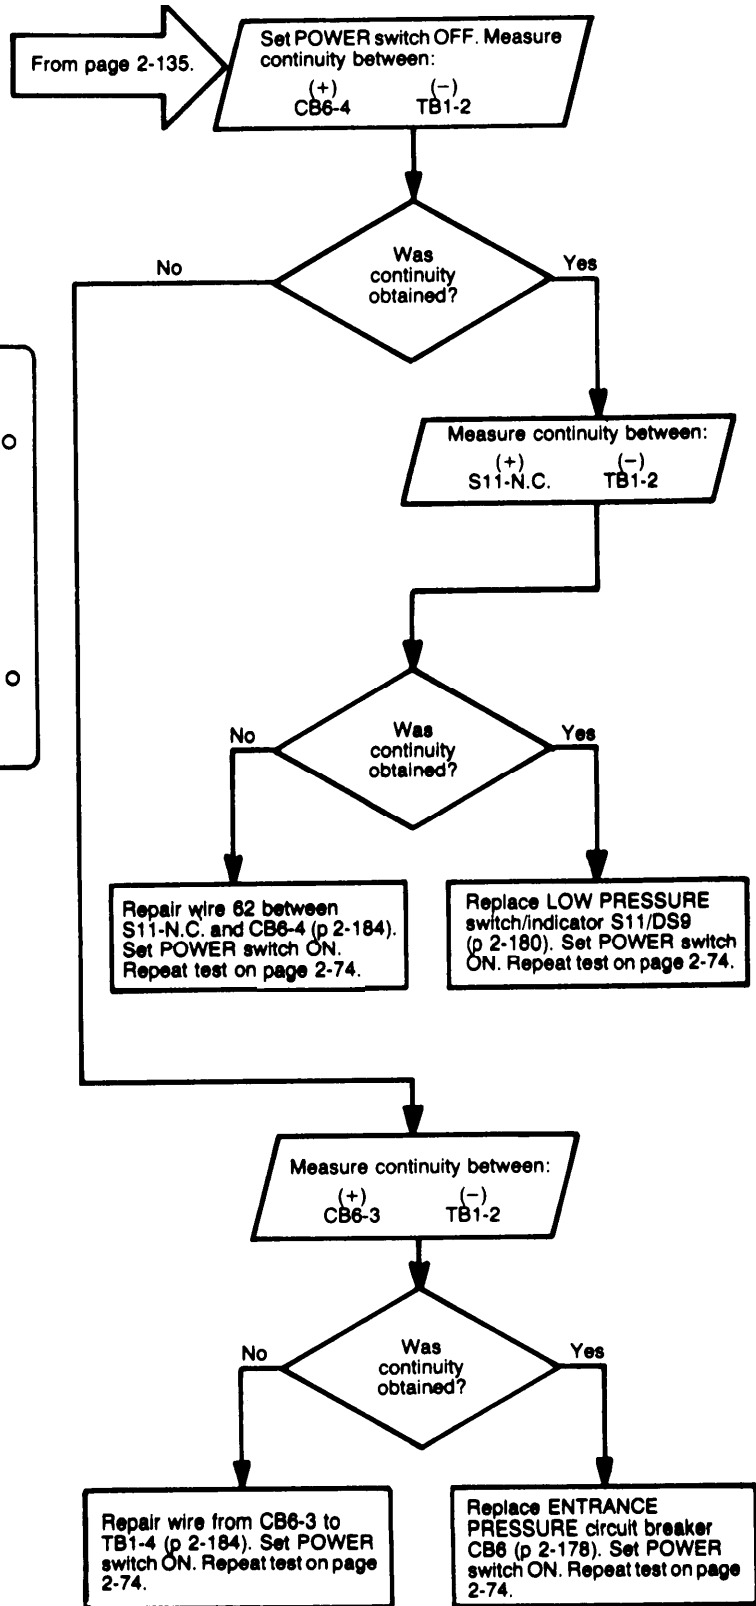 From page 2-135.
Set POWER switch OFF. Measure
continuity between:
(+) (−)
CB6-4 TB1-2
Was
continuity
obtained?
No
Yes
Measure continuity between:
(+) (−)
S11-N.C. TB1-2
Was
continuity
obtained?
No
Yes
Repair wire 62 between
S11-N.C. and CB6-4 (p 2-184).
Set POWER switch ON.
Repeat test on page 2-74.
Replace LOW PRESSURE
switch/indicator S11/DS9
(p 2-180). Set POWER switch
ON. Repeat test on page 2-74.
Measure continuity between:
(+) (−)
CB6-3 TB1-2
Was
continuity
obtained?
No
Yes
Repair wire from CB6-3 to
TB1-4 (p 2-184). Set POWER
switch ON. Repeat test on page
2-74.
Replace ENTRANCE
PRESSURE circuit breaker
CB6 (p 2-178). Set POWER
switch ON. Repeat test on page
2-74.